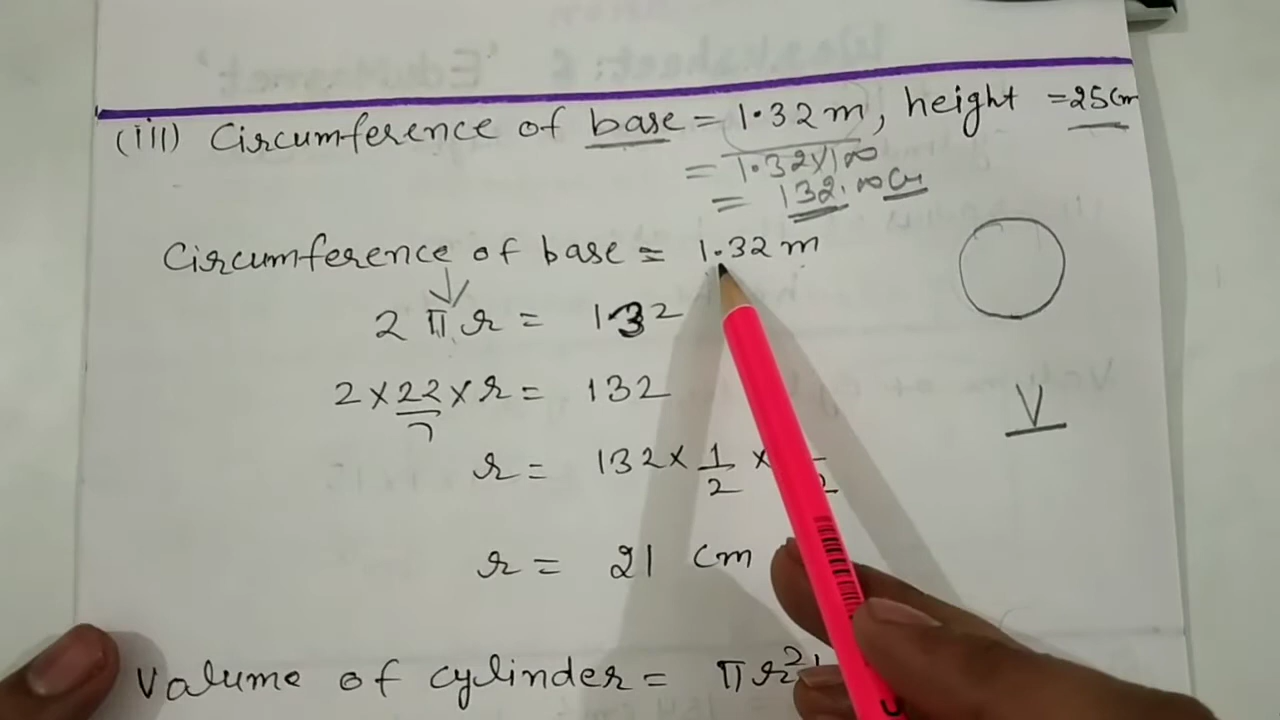 (iii) Circumference of base = 1.32 m, height = 25 cm
= 1.32 × 100
= 132.00 cm
Circumference of base = 1.32 m
2 π r = 132
2 × 22/7 × r = 132
r = 132 × 1/2 ×
r = 21 cm
V
Valume of cylinder = π r²